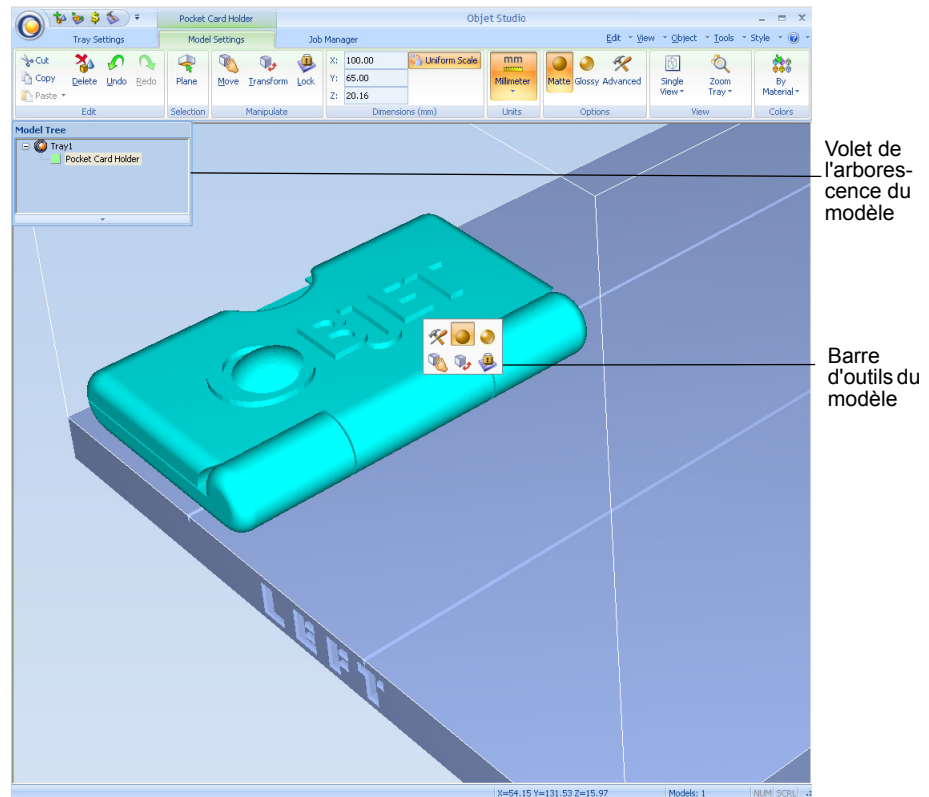 Pocket Card Holder
Objet Studio
Tray Settings
Model Settings
Job Manager
Edit
View
Object
Tools
Style
Cut
Copy
Paste
Delete
Undo
Redo
Edit
Plane
Selection
Move
Transform
Lock
Manipulate
X: 100.00
Y: 65.00
Z: 20.16
Uniform Scale
Dimensions (mm)
mm
Millimeter
Units
Matte
Glossy
Advanced
Options
Single View
Zoom Tray
View
By Material
Colors
Model Tree
Tray1
Pocket Card Holder
OBJET
LEFT
Volet de
l'arbores-
cence du
modèle
Barre
d'outils du
modèle
X=54.15 Y=131.53 Z=15.97
Models: 1
NUM
SCRL